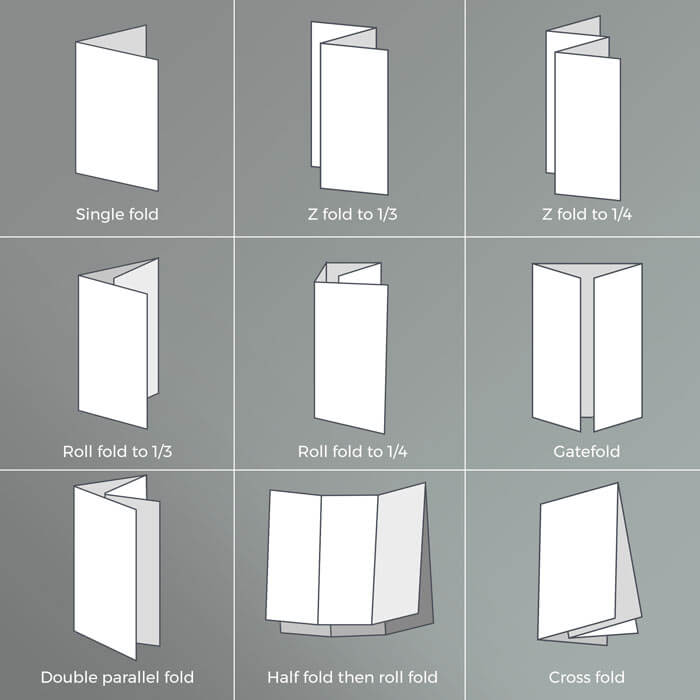 Single fold
Z fold to 1/3
Z fold to 1/4
Roll fold to 1/3
Roll fold to 1/4
Gatefold
Double parallel fold
Half fold then roll fold
Cross fold